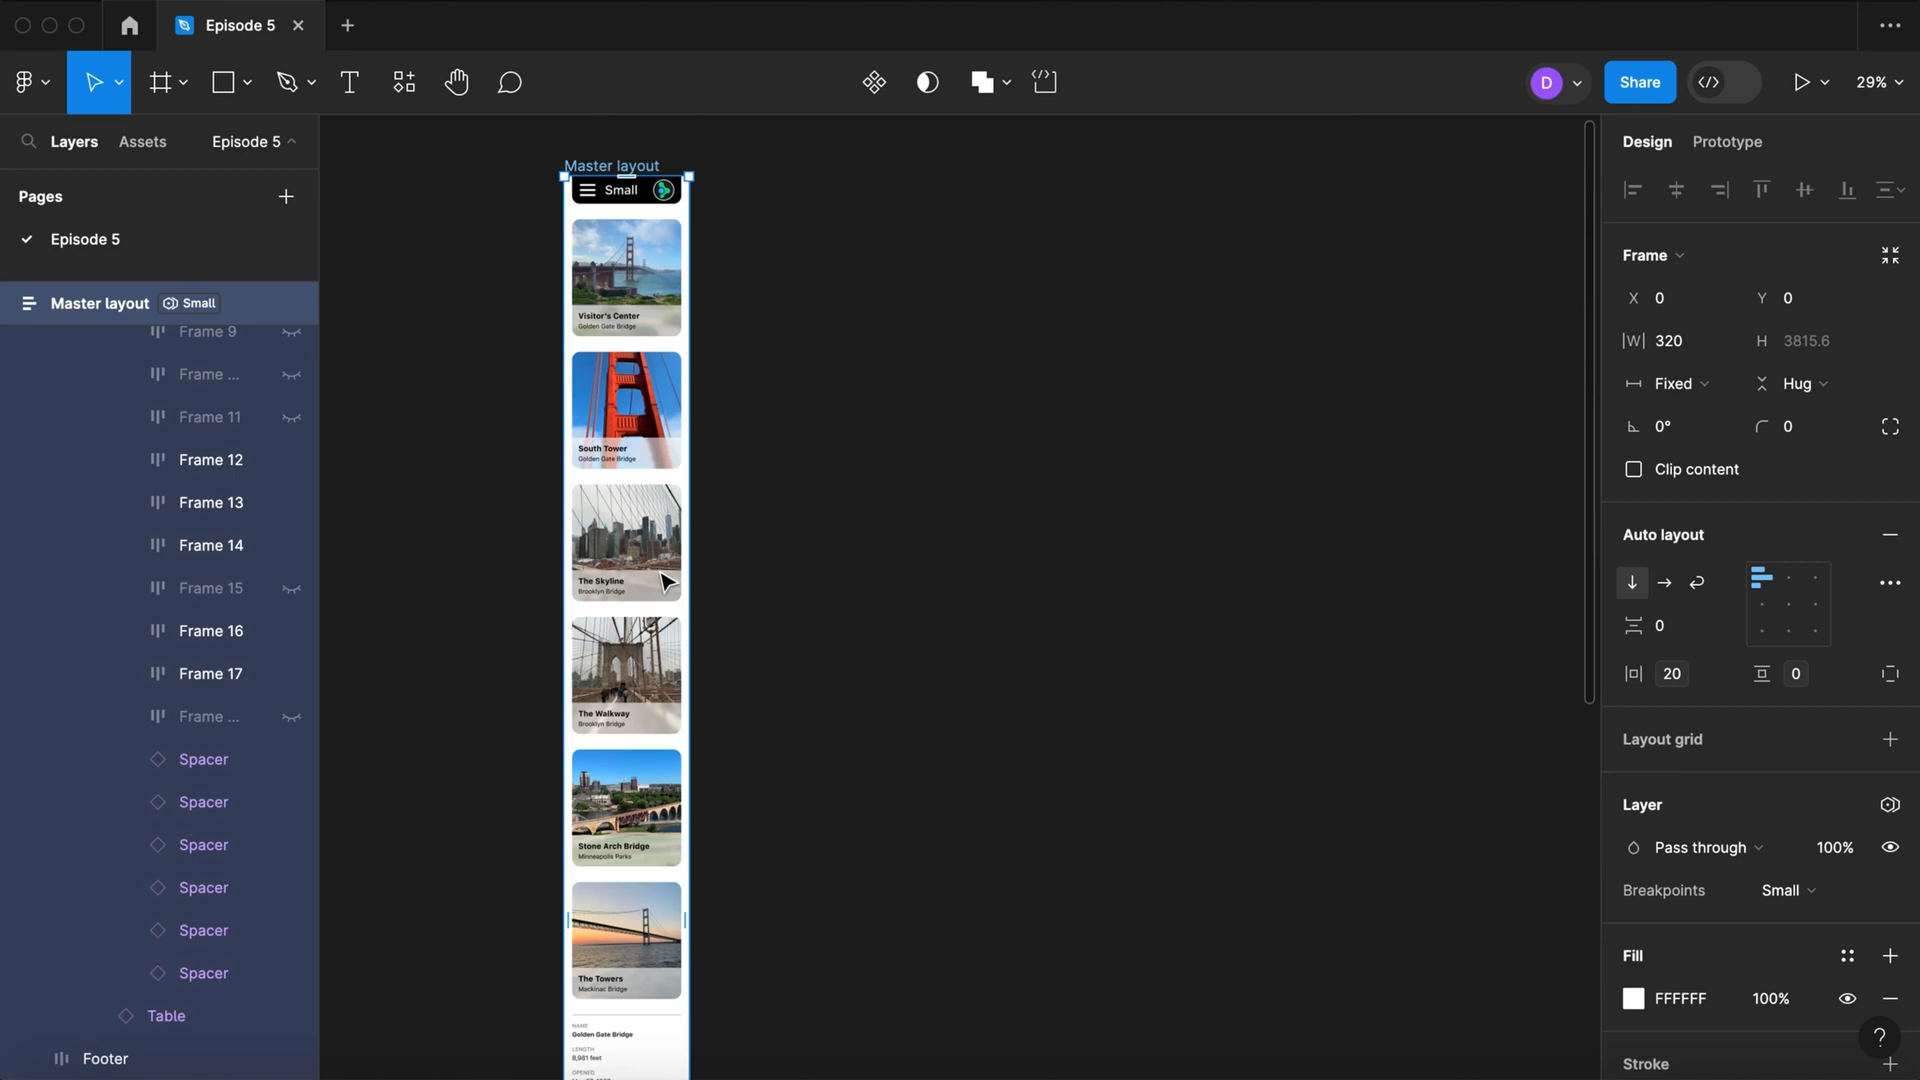 Episode 5
Share
29%
D
Layers
Assets
Episode 5
Pages
Episode 5
Master layout
Small
Frame 9
Frame ...
Frame 11
Frame 12
Frame 13
Frame 14
Frame 15
Frame 16
Frame 17
Frame ...
Spacer
Spacer
Spacer
Spacer
Spacer
Spacer
Table
Footer
Master layout
Small
Visitor's Center
Golden Gate Bridge
South Tower
Golden Gate Bridge
The Skyline
Brooklyn Bridge
The Walkway
Brooklyn Bridge
Stone Arch Bridge
Minneapolis Parks
The Towers
Mackinac Bridge
NAME
Golden Gate Bridge
LENGTH
8,981 feet
OPENED
Design
Prototype
Frame
X 0
Y 0
W 320
H 3815.6
Fixed
Hug
0°
0
Clip content
Auto layout
0
20
0
Layout grid
Layer
Pass through
100%
Breakpoints
Small
Fill
FFFFFF
100%
?
Stroke